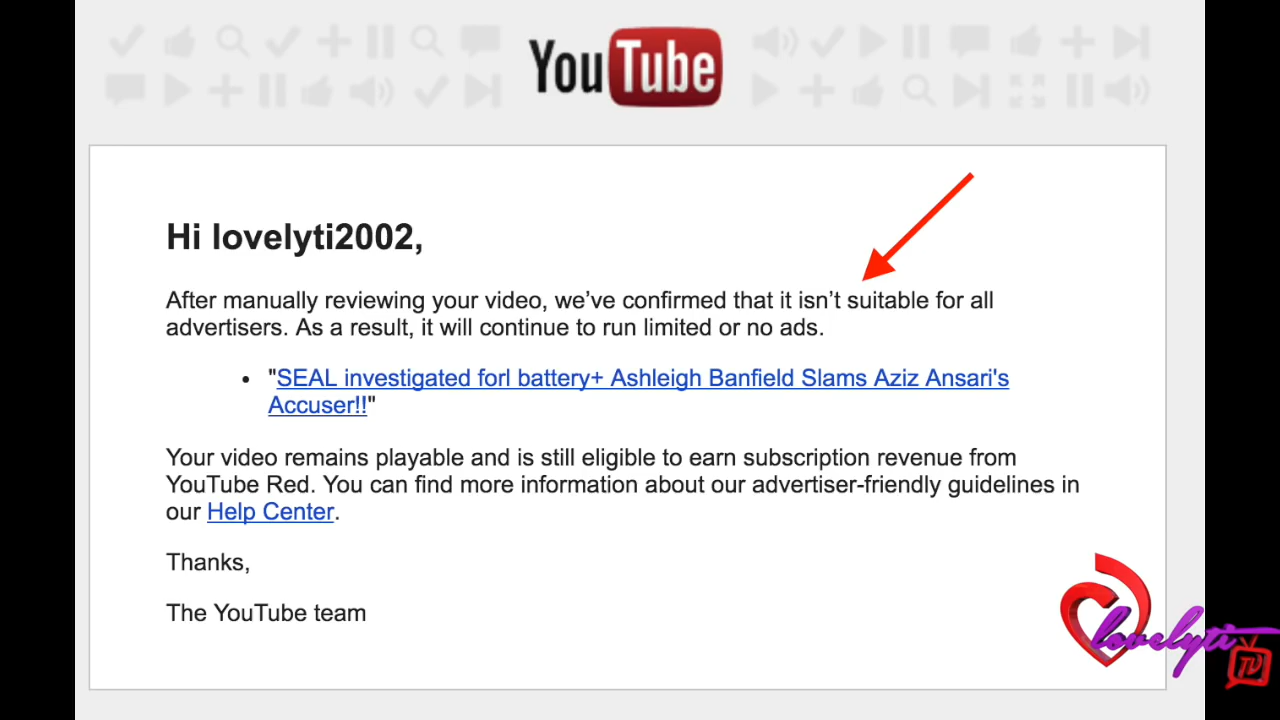 YouTube
Hi lovelyti2002,
After manually reviewing your video, we’ve confirmed that it isn’t suitable for all
advertisers. As a result, it will continue to run limited or no ads.
• "SEAL investigated forl battery+ Ashleigh Banfield Slams Aziz Ansari's
Accuser!!"
Your video remains playable and is still eligible to earn subscription revenue from
YouTube Red. You can find more information about our advertiser-friendly guidelines in
our Help Center.
Thanks,
The YouTube team
lovelyti
TV